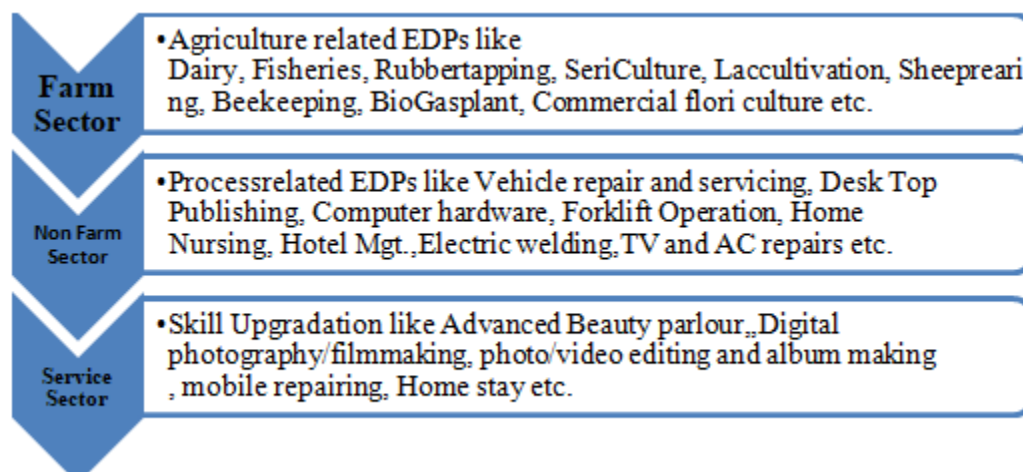 Farm
Sector
•Agriculture related EDPs like
Dairy, Fisheries, Rubbertapping, SeriCulture, Laccultivation, Sheepreari
ng, Beekeeping, BioGasplant, Commercial flori culture etc.
Non Farm
Sector
•Processrelated EDPs like Vehicle repair and servicing, Desk Top
Publishing, Computer hardware, Forklift Operation, Home
Nursing, Hotel Mgt.,Electric welding,TV and AC repairs etc.
Service
Sector
•Skill Upgradation like Advanced Beauty parlour,,Digital
photography/filmmaking, photo/video editing and album making
, mobile repairing, Home stay etc.